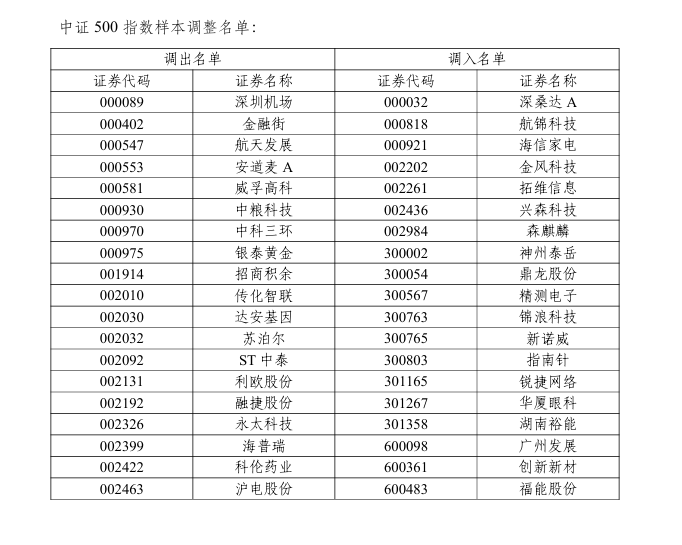 中证 500 指数样本调整名单：
调出名单 调入名单
证券代码 证券名称 证券代码 证券名称
000089 深圳机场 000032 深桑达 A
000402 金融街 000818 航锦科技
000547 航天发展 000921 海信家电
000553 安道麦 A 002202 金风科技
000581 威孚高科 002261 拓维信息
000930 中粮科技 002436 兴森科技
000970 中科三环 002984 森麒麟
000975 银泰黄金 300002 神州泰岳
001914 招商积余 300054 鼎龙股份
002010 传化智联 300567 精测电子
002030 达安基因 300763 锦浪科技
002032 苏泊尔 300765 新诺威
002092 ST 中泰 300803 指南针
002131 利欧股份 301165 锐捷网络
002192 融捷股份 301267 华厦眼科
002326 永太科技 301358 湖南裕能
002399 海普瑞 600098 广州发展
002422 科伦药业 600361 创新新材
002463 沪电股份 600483 福能股份